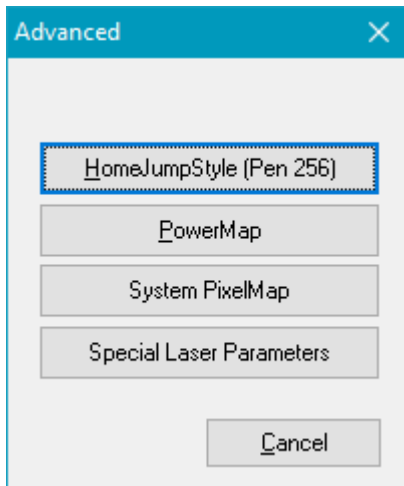 Advanced
HomeJumpStyle (Pen 256)
PowerMap
System PixelMap
Special Laser Parameters
Cancel